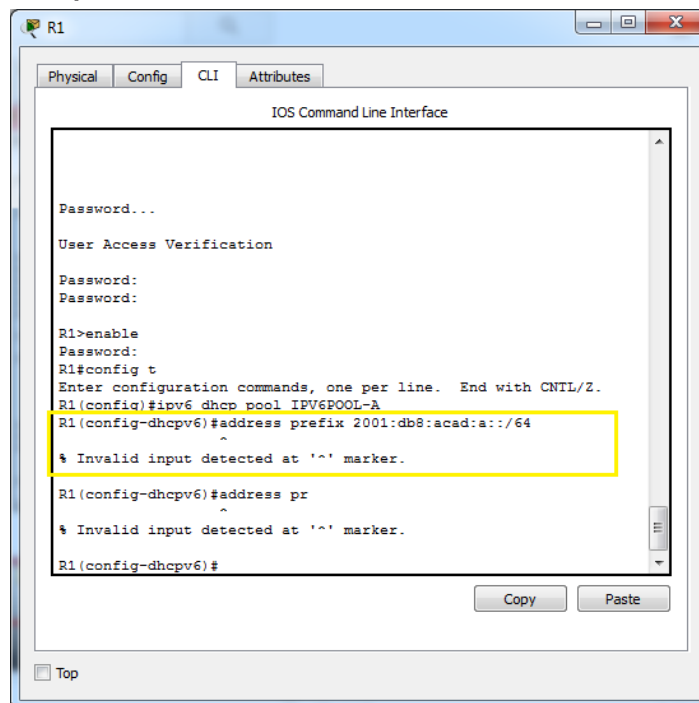 R1
Physical Config CLI Attributes
IOS Command Line Interface
Password...
User Access Verification
Password:
Password:
R1>enable
Password:
R1#config t
Enter configuration commands, one per line.  End with CNTL/Z.
R1(config)#ipv6 dhcp pool IPV6POOL-A
R1(config-dhcpv6)#address prefix 2001:db8:acad:a::/64
^
% Invalid input detected at '^' marker.
R1(config-dhcpv6)#address pr
^
% Invalid input detected at '^' marker.
R1(config-dhcpv6)#
Copy Paste
Top